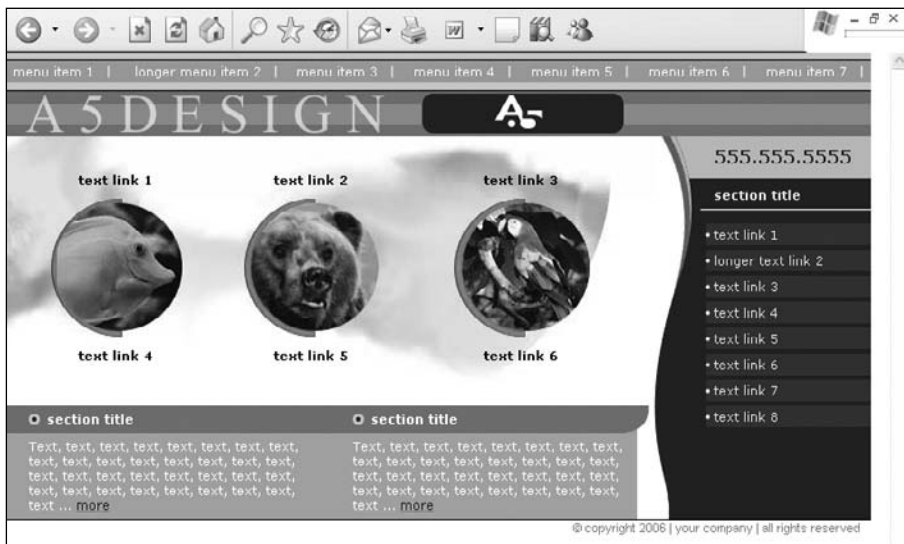 menu item 1 | longer menu item 2 | menu item 3 | menu item 4 | menu item 5 | menu item 6 | menu item 7 |
A5DESIGN A5
555.555.5555
text link 1 text link 2 text link 3
text link 4 text link 5 text link 6
section title
• text link 1
• longer text link 2
• text link 3
• text link 4
• text link 5
• text link 6
• text link 7
• text link 8
section title
Text, text, text, text, text, text, text, text,
text, text, text, text, text, text, text, text,
text, text, text, text, text, text, text, text,
text, text, text, text, text, text, text, text,
text ... more
section title
Text, text, text, text, text, text, text, text,
text, text, text, text, text, text, text, text,
text, text, text, text, text, text, text, text,
text, text, text, text, text, text, text, text,
text ... more
© copyright 2006 | your company | all rights reserved